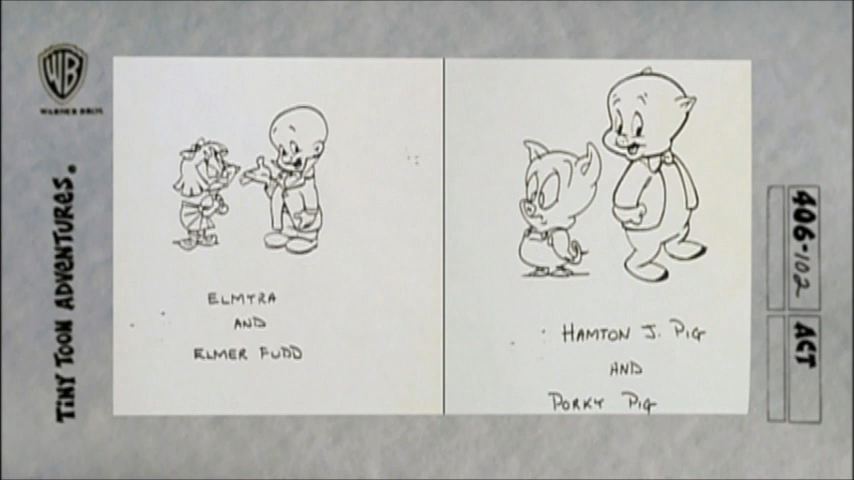 WB
WARNER BROS
TINY TOON ADVENTURES.
ELMYRA
AND
ELMER FUDD
HAMTON J. PIG
AND
PORKY PIG
406-102
ACT